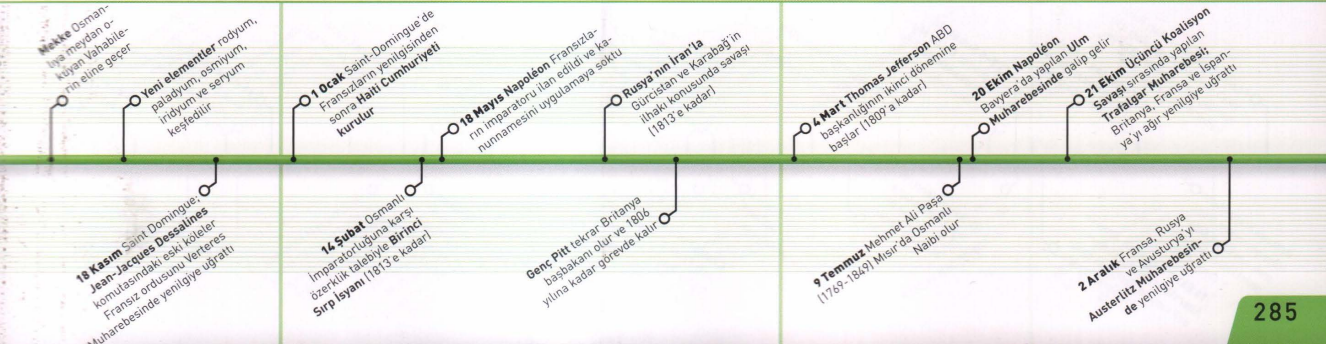 Mekke Osman-
lıya meydan o-
kuyan Vahabile-
rin eline geçer
Yeni elementler rodyum,
paladyum, osmiyum,
iridyum ve seryum
keşfedilir
1 Ocak Saint-Domingue'de
Fransızların yenilgisinden
sonra Haiti Cumhuriyeti
kurulur
18 Mayıs Napoléon Fransızla-
rın imparatoru ilan edildi ve ka-
nunnamesini uygulamaya soktu
Rusya'nın İran'la
Gürcistan ve Karabağ'ın
ilhakı konusunda savaşı
[1813'e kadar]
4 Mart Thomas Jefferson ABD
başkanlığının ikinci dönemine
başlar [1809'a kadar]
20 Ekim Napoléon
Bavyera'da yapılan Ulm
Muharebesinde galip gelir
21 Ekim Üçüncü Koalisyon
Savaşı sırasında yapılan
Trafalgar Muharebesi;
Britanya, Fransa ve İspan-
ya'yı ağır yenilgiye uğrattı
18 Kasım Saint Domingue;
Jean-Jacques Dessalines
komutasındaki eski köleler
Fransız ordusunu Verteres
Muharebesinde yenilgiye uğrattı
14 Şubat Osmanlı
İmparatorluğuna karşı
özerklik talebiyle Birinci
Sırp İsyanı [1813'e kadar]
Genç Pitt tekrar Britanya
başbakanı olur ve 1806
yılına kadar görevde kalır
9 Temmuz Mehmet Ali Paşa
[1769-1849] Mısır'da Osmanlı
Naibi olur
2 Aralık Fransa, Rusya
ve Avusturya'yı
Austerlitz Muharebesin-
de yenilgiye uğrattı
285